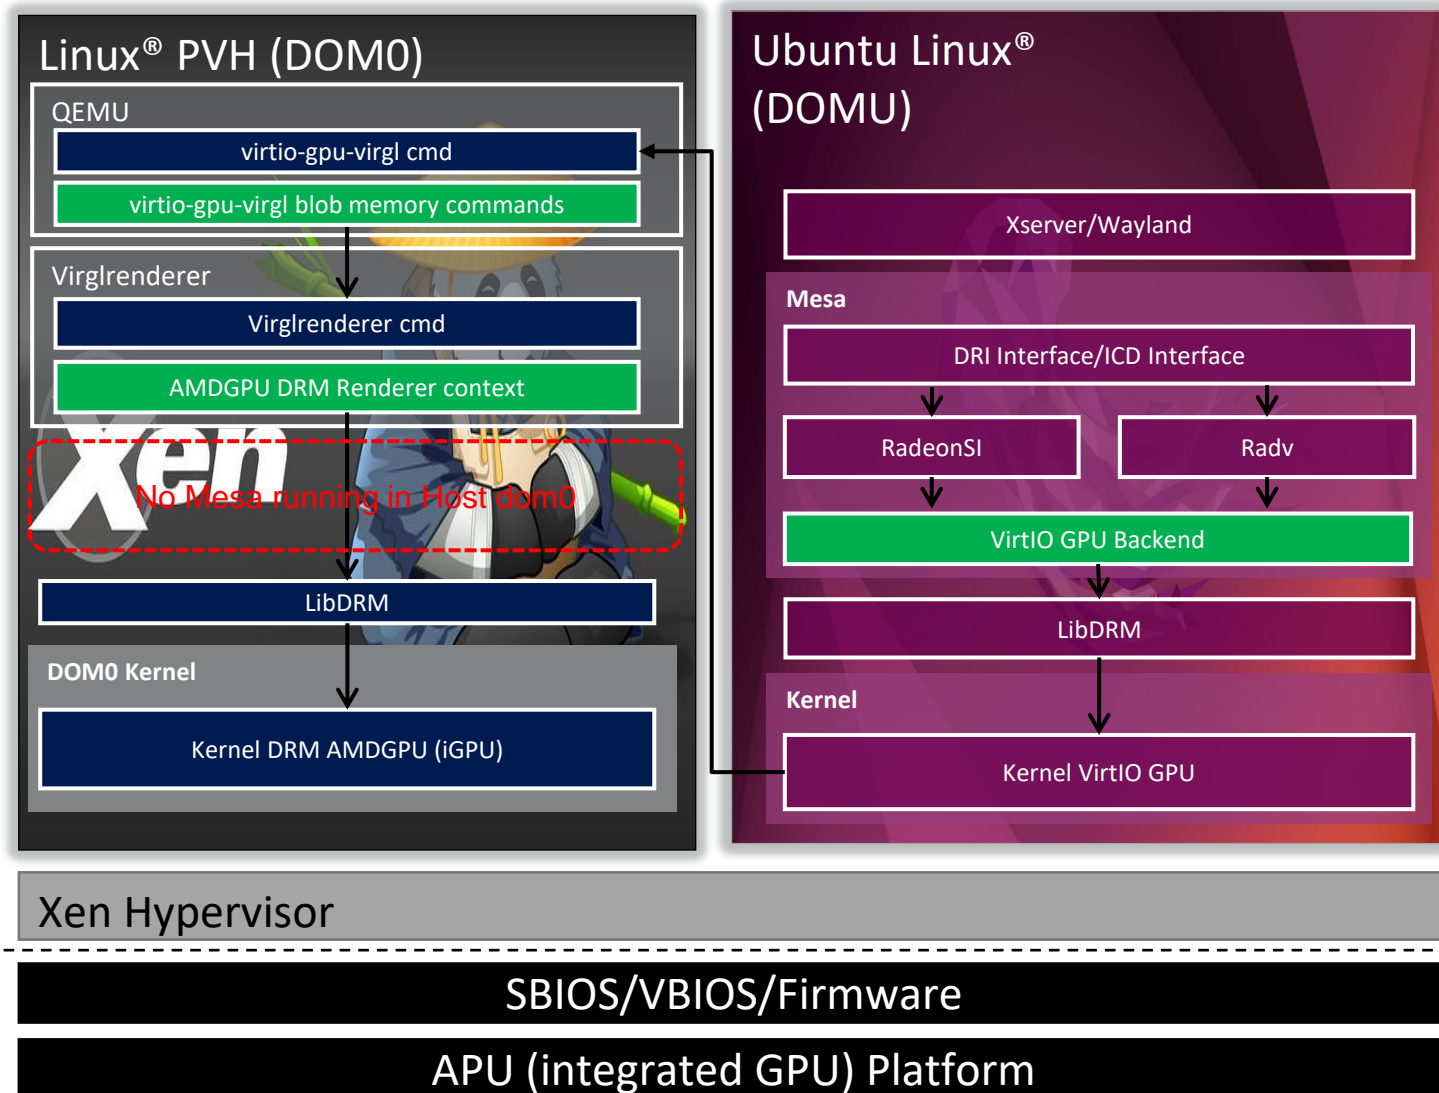 Linux® PVH (DOM0)
QEMU
virtio-gpu-virgl cmd
virtio-gpu-virgl blob memory commands
Virglrenderer
Virglrenderer cmd
AMDGPU DRM Renderer context
Xen
No Mesa running in Host dom0
LibDRM
DOM0 Kernel
Kernel DRM AMDGPU (iGPU)
Ubuntu Linux®
(DOMU)
Xserver/Wayland
Mesa
DRI Interface/ICD Interface
RadeonSI
Radv
VirtIO GPU Backend
LibDRM
Kernel
Kernel VirtIO GPU
Xen Hypervisor
SBIOS/VBIOS/Firmware
APU (integrated GPU) Platform